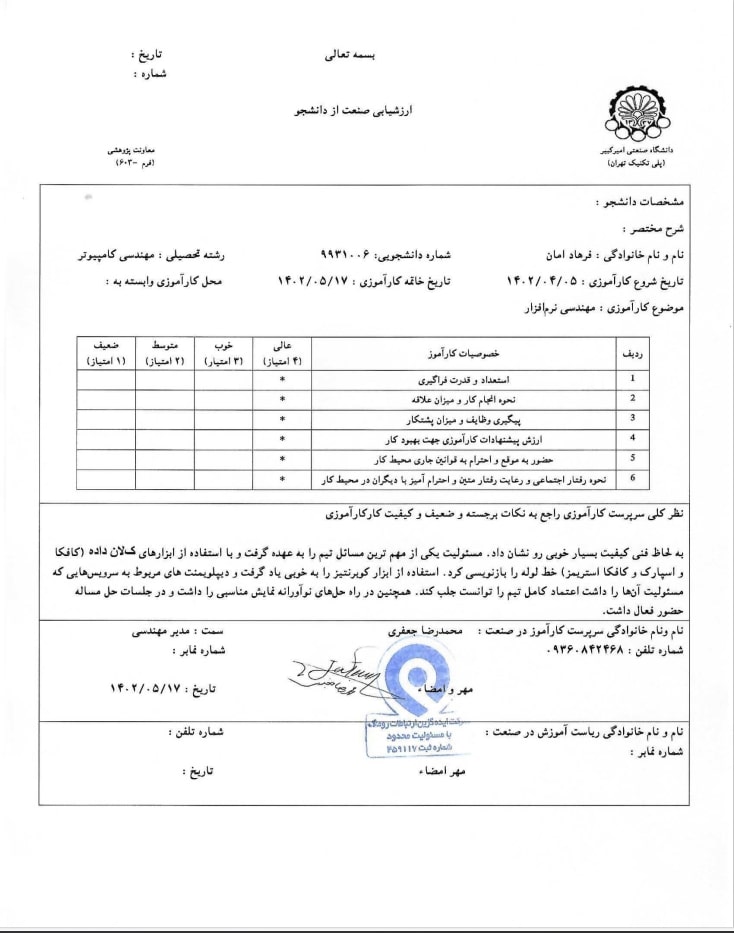 بسمه تعالی
تاریخ :
شماره :
ارزشیابی صنعت از دانشجو
دانشگاه صنعتی امیرکبیر
(پلی تکنیک تهران)
معاونت پژوهشی
(فرم -۶۰۳)
مشخصات دانشجو :
شرح مختصر :
نام و نام خانوادگی : فرهاد امان شماره دانشجویی: ۹۹۳۱۰۰۶ رشته تحصیلی : مهندسی کامپیوتر
تاریخ شروع کارآموزی : ۱۴۰۲/۰۴/۰۵ تاریخ خاتمه کارآموزی : ۱۴۰۲/۰۵/۱۷ محل کارآموزی وابسته به :
موضوع کارآموزی : مهندسی نرم‌افزار
ردیف خصوصیات کارآموز عالی (۴ امتیاز) خوب (۳ امتیاز) متوسط (۲ امتیاز) ضعیف (۱ امتیاز)
1 استعداد و قدرت فراگیری *
2 نحوه انجام کار و میزان علاقه *
3 پیگیری وظایف و میزان پشتکار *
4 ارزش پیشنهادات کارآموزی جهت بهبود کار *
5 حضور به موقع و احترام به قوانین جاری محیط کار *
6 نحوه رفتار اجتماعی و رعایت رفتار متین و احترام آمیز با دیگران در محیط کار *
نظر کلی سرپرست کارآموزی راجع به نکات برجسته و ضعیف و کیفیت کارکارآموزی
به لحاظ فنی کیفیت بسیار خوبی رو نشان داد. مسئولیت یکی از مهم ترین مسائل تیم را به عهده گرفت و با استفاده از ابزارهای کلان داده (کافکا
و اسپارک و کافکا استریمز) خط لوله را بازنویسی کرد. استفاده از ابزار کوبرنتیز را به خوبی یاد گرفت و دیپلویمنت های مربوط به سرویس‌هایی که
مسئولیت آن‌ها را داشت اعتماد کامل تیم را توانست جلب کند. همچنین در راه حل‌های نوآورانه نمایش مناسبی را داشت و در جلسات حل مساله
حضور فعال داشت.
نام ونام خانوادگی سرپرست کارآموز در صنعت : محمدرضا جعفری سمت : مدیر مهندسی
شماره تلفن : ۰۹۳۶۰۸۴۲۴۶۸ شماره نمابر :
مهر و امضاء تاریخ : ۱۴۰۲/۰۵/۱۷
شرکت ایده گزین ارتباطات روماک
با مسئولیت محدود
شماره ثبت ۲۵۹۱۱۷
نام و نام خانوادگی ریاست آموزش در صنعت : شماره تلفن :
شماره نمابر :
مهر امضاء تاریخ :